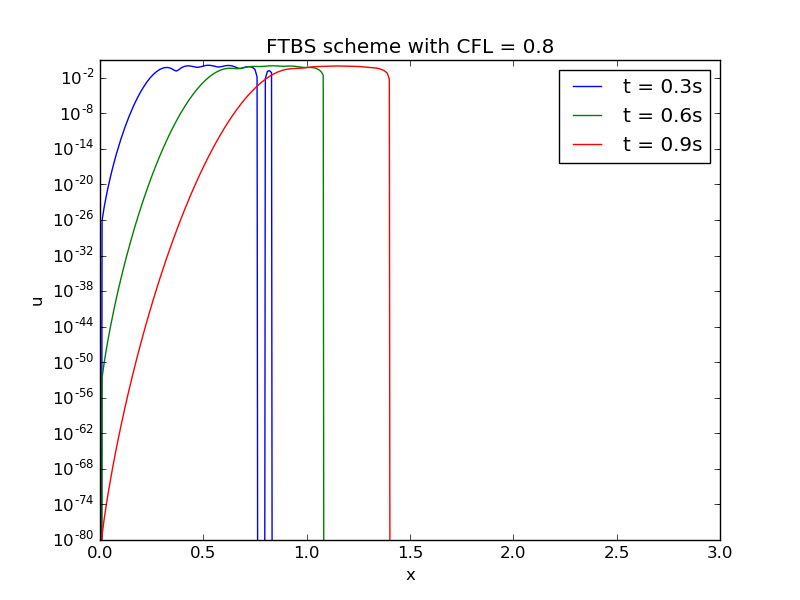 FTBS scheme with CFL = 0.8
t = 0.3s
t = 0.6s
t = 0.9s
10^-2
10^-8
10^-14
10^-20
10^-26
10^-32
10^-38
10^-44
10^-50
10^-56
10^-62
10^-68
10^-74
10^-80
u
0.0 0.5 1.0 1.5 2.0 2.5 3.0
x